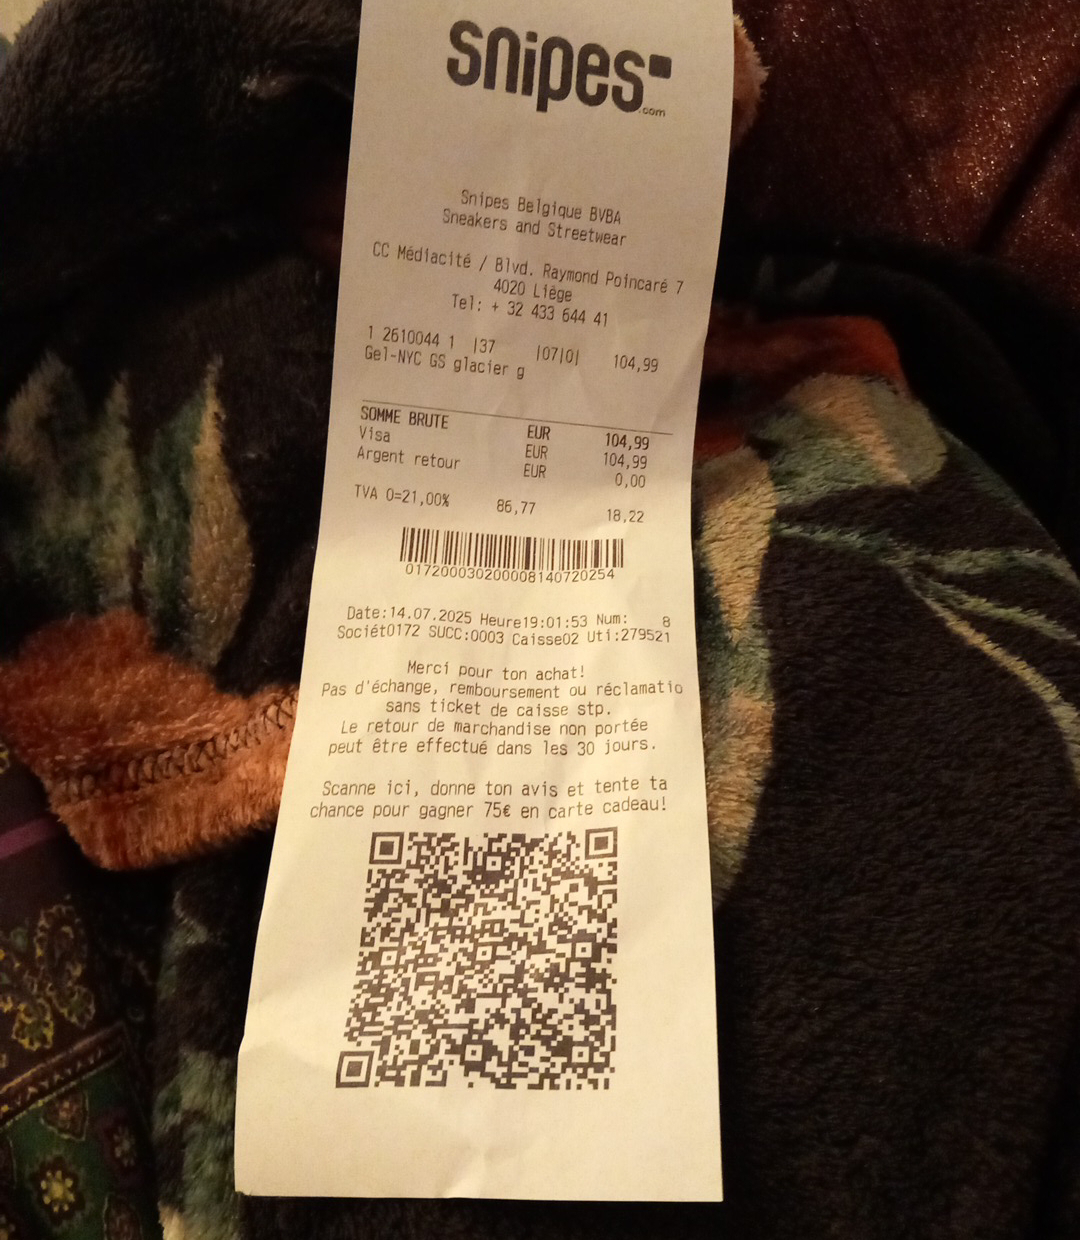 snipes
.com
Snipes Belgique BVBA
Sneakers and Streetwear
CC Médiacité / Blvd. Raymond Poincaré 7
4020 Liège
Tel: + 32 433 644 41
1 2610044 1 |37 |07|0| 104,99
Gel-NYC GS glacier g
SOMME BRUTE EUR 104,99
Visa EUR 104,99
Argent retour EUR 0,00
TVA 0=21,00% 86,77 18,22
017200030200008140720254
Date:14.07.2025 Heure19:01:53 Num: 8
Sociét0172 SUCC:0003 Caisse02 Uti:279521
Merci pour ton achat!
Pas d'échange, remboursement ou réclamatio
sans ticket de caisse stp.
Le retour de marchandise non portée
peut être effectué dans les 30 jours.
Scanne ici, donne ton avis et tente ta
chance pour gagner 75€ en carte cadeau!